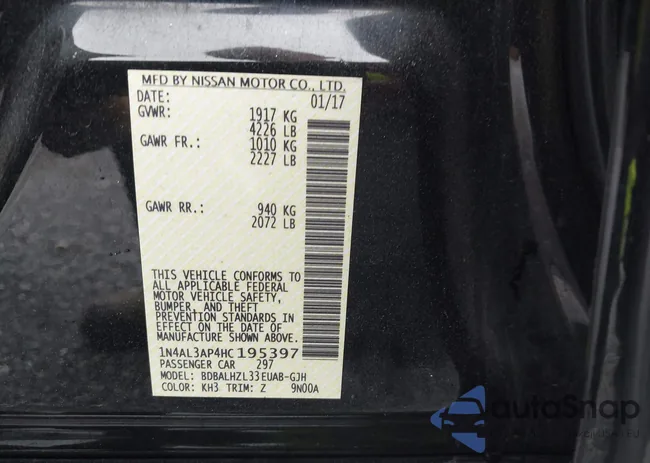 MFD BY NISSAN MOTOR CO., LTD.
DATE: 01/17
GVWR: 1917 KG
4226 LB
GAWR FR.: 1010 KG
2227 LB
GAWR RR.: 940 KG
2072 LB
THIS VEHICLE CONFORMS TO
ALL APPLICABLE FEDERAL
MOTOR VEHICLE SAFETY,
BUMPER, AND THEFT
PREVENTION STANDARDS IN
EFFECT ON THE DATE OF
MANUFACTURE SHOWN ABOVE.
1N4AL3AP4HC195397
PASSENGER CAR 297
MODEL: BDBALHZL33EUAB-GJH
COLOR: KH3 TRIM: Z 9N00A
autoSnap